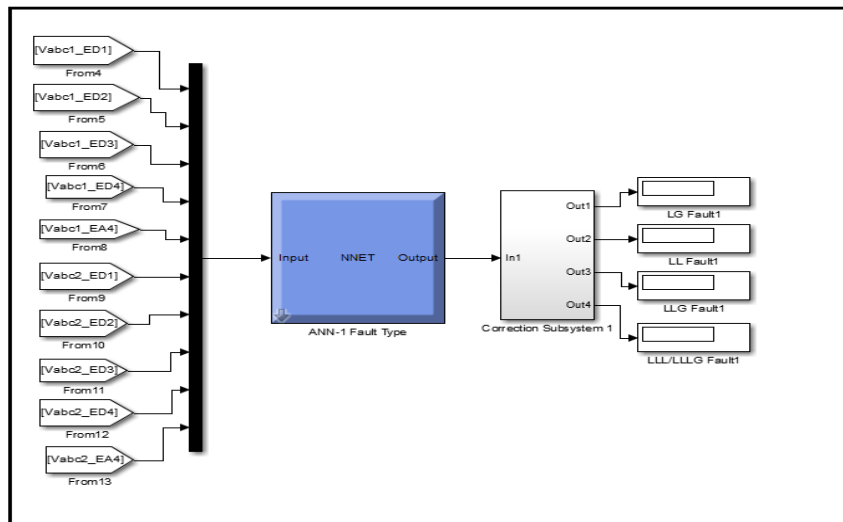 [Vabc1_ED1]
From4
[Vabc1_ED2]
From5
[Vabc1_ED3]
From6
[Vabc1_ED4]
From7
[Vabc1_EA4]
From8
[Vabc2_ED1]
From9
[Vabc2_ED2]
From10
[Vabc2_ED3]
From11
[Vabc2_ED4]
From12
[Vabc2_EA4]
From13
Input NNET Output
ANN-1 Fault Type
In1
Out1
Out2
Out3
Out4
Correction Subsystem 1
LG Fault1
LL Fault1
LLG Fault1
LLL/LLLG Fault1